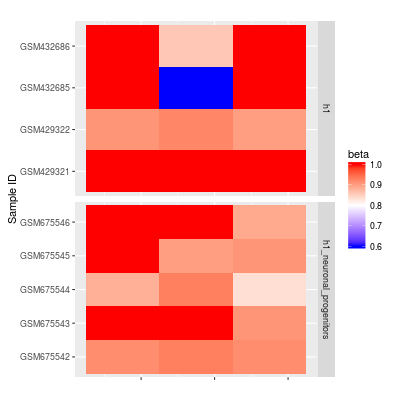 Sample ID
GSM432686
GSM432685
GSM429322
GSM429321
h1
GSM675546
GSM675545
GSM675544
GSM675543
GSM675542
h1_neuronal_progenitors
beta
1.0
0.9
0.8
0.7
0.6